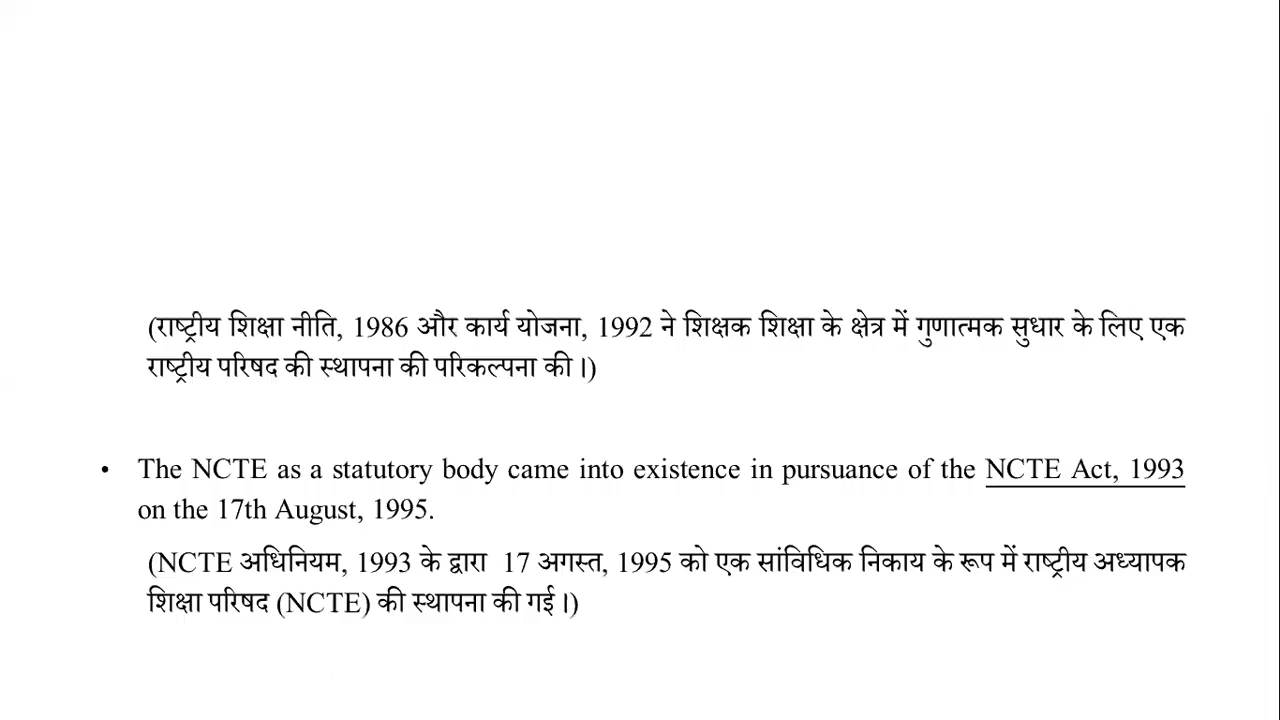 (राष्ट्रीय शिक्षा नीति, 1986 और कार्य योजना, 1992 ने शिक्षक शिक्षा के क्षेत्र में गुणात्मक सुधार के लिए एक
राष्ट्रीय परिषद की स्थापना की परिकल्पना की ।)
• The NCTE as a statutory body came into existence in pursuance of the NCTE Act, 1993
on the 17th August, 1995.
(NCTE अधिनियम, 1993 के द्वारा 17 अगस्त, 1995 को एक सांविधिक निकाय के रूप में राष्ट्रीय अध्यापक
शिक्षा परिषद (NCTE) की स्थापना की गई ।)